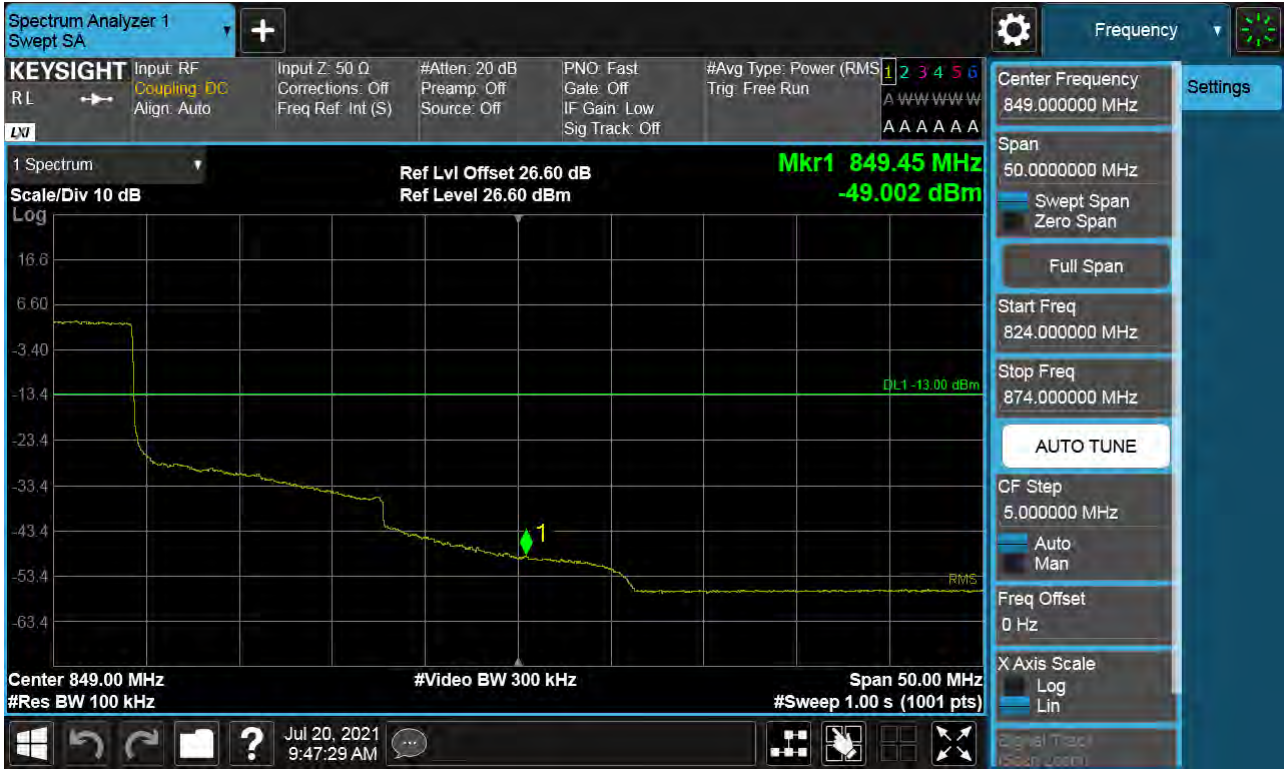 Spectrum Analyzer 1
Swept SA
Frequency
KEYSIGHT
R L
LXI
Input: RF
Coupling: DC
Align: Auto
Input Z: 50 Ω
Corrections: Off
Freq Ref: Int (S)
#Atten: 20 dB
Preamp: Off
Source: Off
PNO: Fast
Gate: Off
IF Gain: Low
Sig Track: Off
#Avg Type: Power (RMS
Trig: Free Run
1 2 3 4 5 6
A W W W W W
A A A A A A
1 Spectrum
Scale/Div 10 dB
Log
Ref Lvl Offset 26.60 dB
Ref Level 26.60 dBm
Mkr1 849.45 MHz
-49.002 dBm
16.6
6.60
-3.40
-13.4
-23.4
-33.4
-43.4
-53.4
-63.4
DL1 -13.00 dBm
1
RMS
Center 849.00 MHz
#Res BW 100 kHz
#Video BW 300 kHz
Span 50.00 MHz
#Sweep 1.00 s (1001 pts)
Center Frequency
849.000000 MHz
Span
50.0000000 MHz
Swept Span
Zero Span
Full Span
Start Freq
824.000000 MHz
Stop Freq
874.000000 MHz
AUTO TUNE
CF Step
5.000000 MHz
Auto
Man
Freq Offset
0 Hz
X Axis Scale
Log
Lin
Signal Track
(Span Zoom)
Settings
Jul 20, 2021
9:47:29 AM